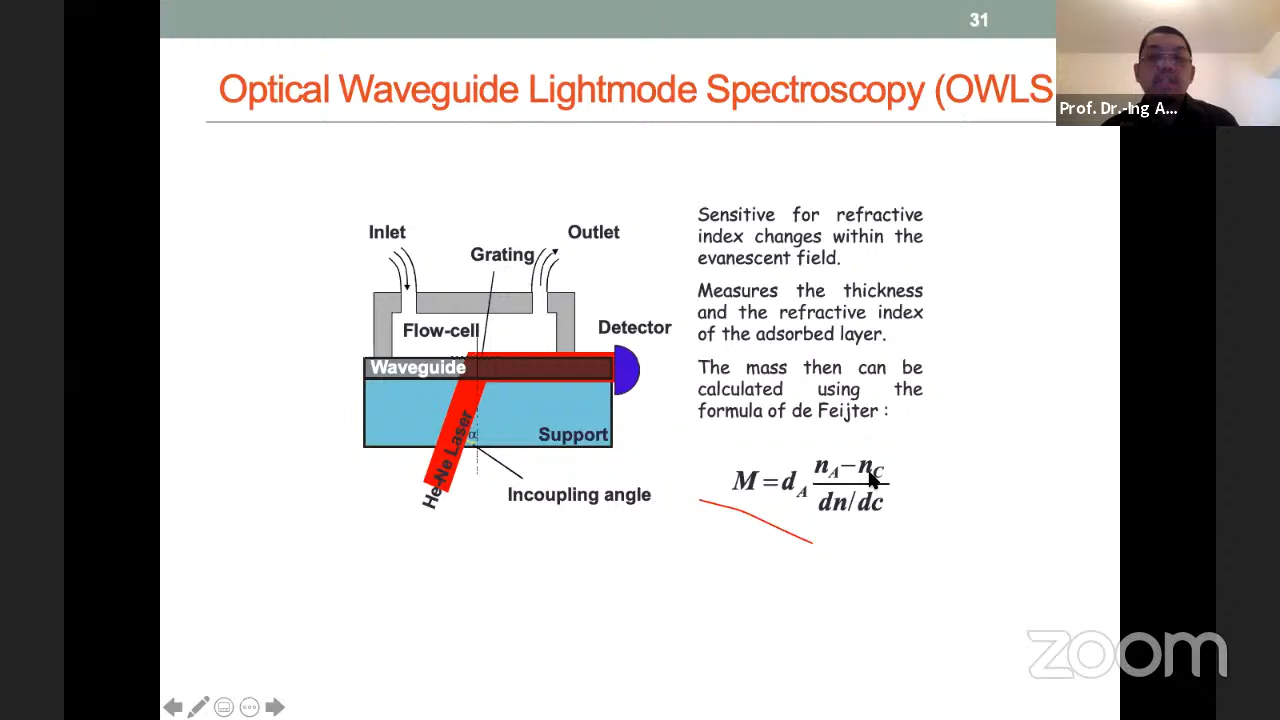 31
Optical Waveguide Lightmode Spectroscopy (OWLS
Prof. Dr.-Ing A...
Inlet
Outlet
Grating
Flow-cell
Detector
Waveguide
He-Ne Laser
α
Support
Incoupling angle
Sensitive for refractive
index changes within the
evanescent field.
Measures the thickness
and the refractive index
of the adsorbed layer.
The mass then can be
calculated using the
formula of de Feijter :
M = d_A (n_A − n_C) / (dn/dc)
zoom